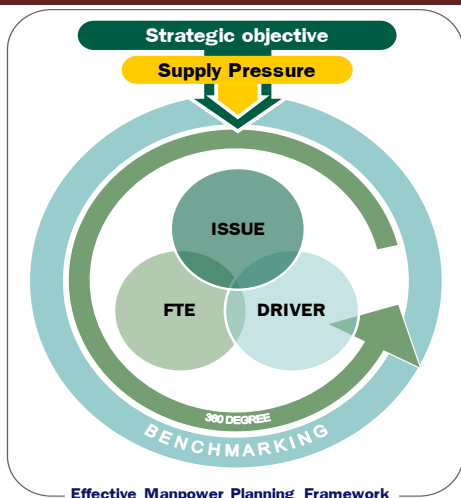 Strategic objective
Supply Pressure
ISSUE
FTE
DRIVER
360 DEGREE
BENCHMARKING
Effective Manpower Planning Framework